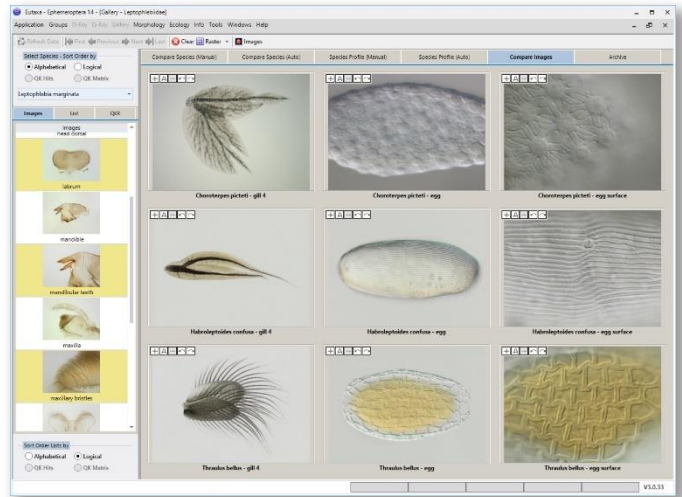 Eutaxa - Ephemeroptera 14 - [Gallery - Leptophlebiidae]
Application Groups D-Key Q-Key Gallery Morphology Ecology Info Tools Windows Help
Refresh Data First Previous Next Last Clear Raster Images
Select Species - Sort Order by
Alphabetical Logical
QK Hits QK Matrix
Leptophlebia marginata
Images List QKR
Compare Species (Manual) Compare Species (Auto) Species Profile (Manual) Species Profile (Auto) Compare Images Archive
Images
head dorsal
labrum
mandible
mandibular teeth
maxilla
maxillary bristles
Choroterpes picteti - gill 4 Choroterpes picteti - egg Choroterpes picteti - egg surface
Habroleptoides confusa - gill 4 Habroleptoides confusa - egg Habroleptoides confusa - egg surface
Thraulus bellus - gill 4 Thraulus bellus - egg Thraulus bellus - egg surface
Sort Order Lists by
Alphabetical Logical
QK Hits QK Matrix
V3.0.33